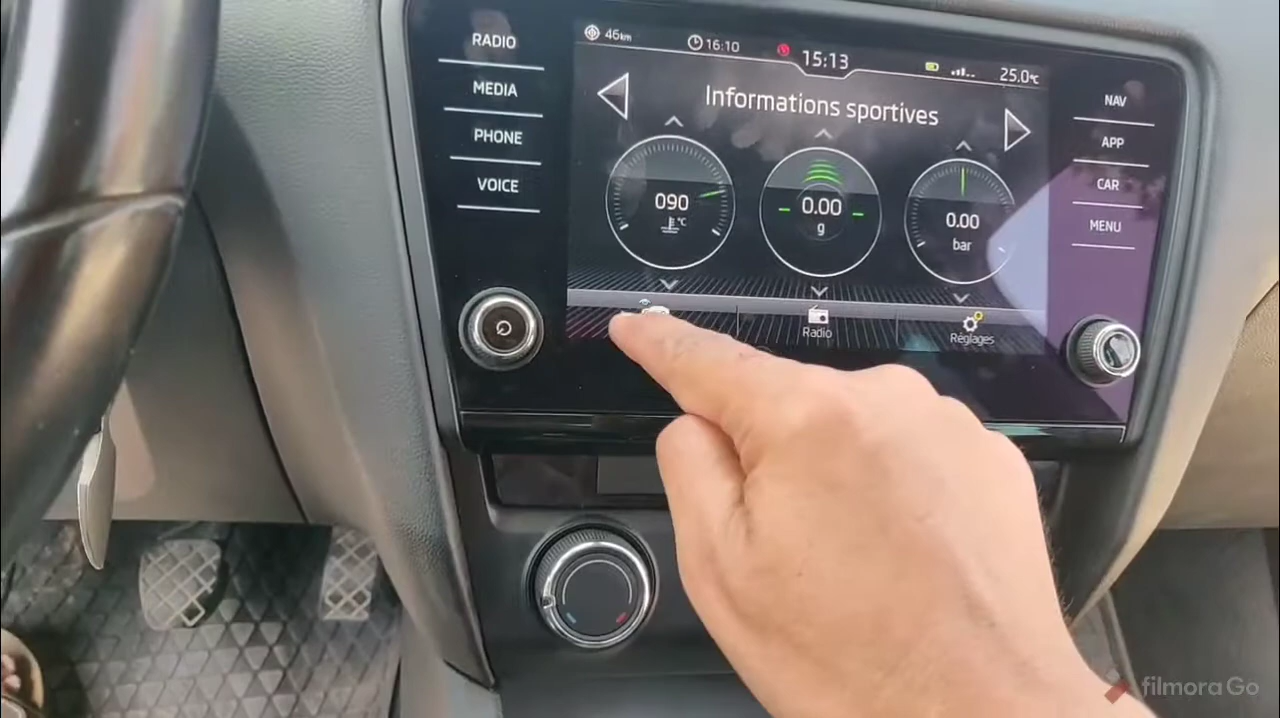 RADIO
MEDIA
PHONE
VOICE
46km
16:10
15:13
25.0°C
Informations sportives
090
°C
0.00
g
0.00
bar
Radio
Réglages
NAV
APP
CAR
MENU
filmoraGo